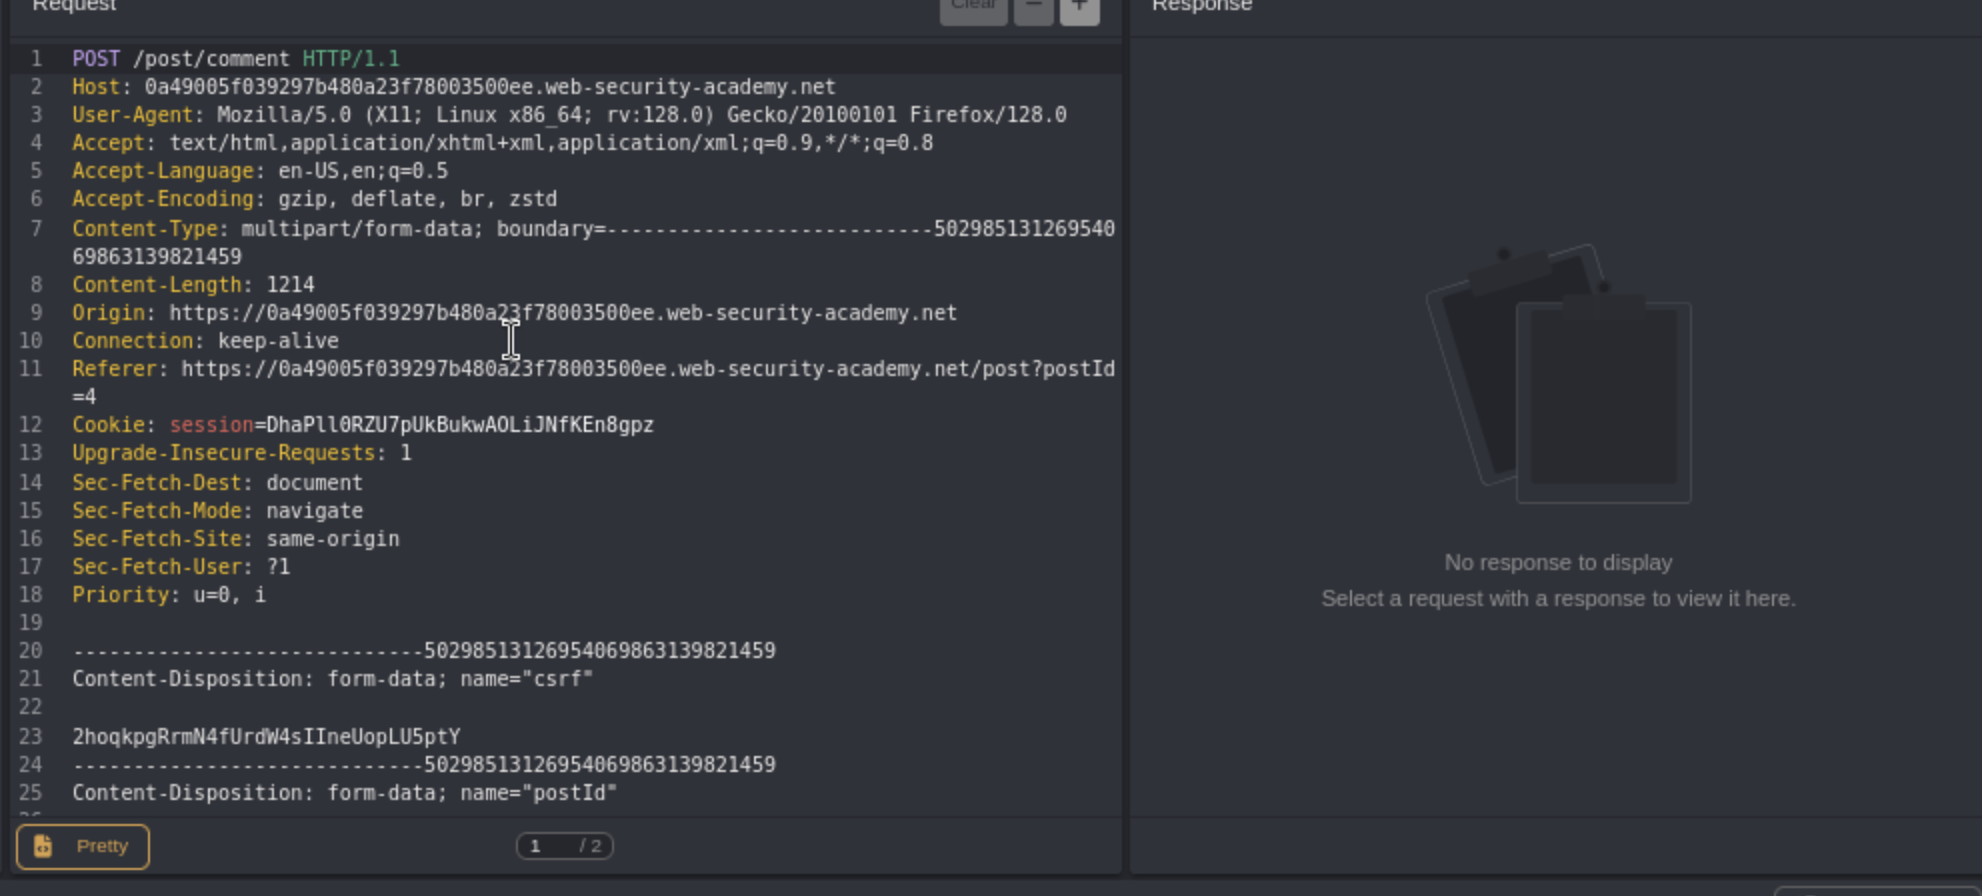 Request
Clear
Response
1 POST /post/comment HTTP/1.1
2 Host: 0a49005f039297b480a23f78003500ee.web-security-academy.net
3 User-Agent: Mozilla/5.0 (X11; Linux x86_64; rv:128.0) Gecko/20100101 Firefox/128.0
4 Accept: text/html,application/xhtml+xml,application/xml;q=0.9,*/*;q=0.8
5 Accept-Language: en-US,en;q=0.5
6 Accept-Encoding: gzip, deflate, br, zstd
7 Content-Type: multipart/form-data; boundary=---------------------------502985131269540
69863139821459
8 Content-Length: 1214
9 Origin: https://0a49005f039297b480a23f78003500ee.web-security-academy.net
10 Connection: keep-alive
11 Referer: https://0a49005f039297b480a23f78003500ee.web-security-academy.net/post?postId
=4
12 Cookie: session=DhaPll0RZU7pUkBukwAOLiJNfKEn8gpz
13 Upgrade-Insecure-Requests: 1
14 Sec-Fetch-Dest: document
15 Sec-Fetch-Mode: navigate
16 Sec-Fetch-Site: same-origin
17 Sec-Fetch-User: ?1
18 Priority: u=0, i
19
20 -----------------------------50298513126954069863139821459
21 Content-Disposition: form-data; name="csrf"
22
23 2hoqkpgRrmN4fUrdW4sIIneUopLU5ptY
24 -----------------------------50298513126954069863139821459
25 Content-Disposition: form-data; name="postId"
No response to display
Select a request with a response to view it here.
Pretty
1 / 2